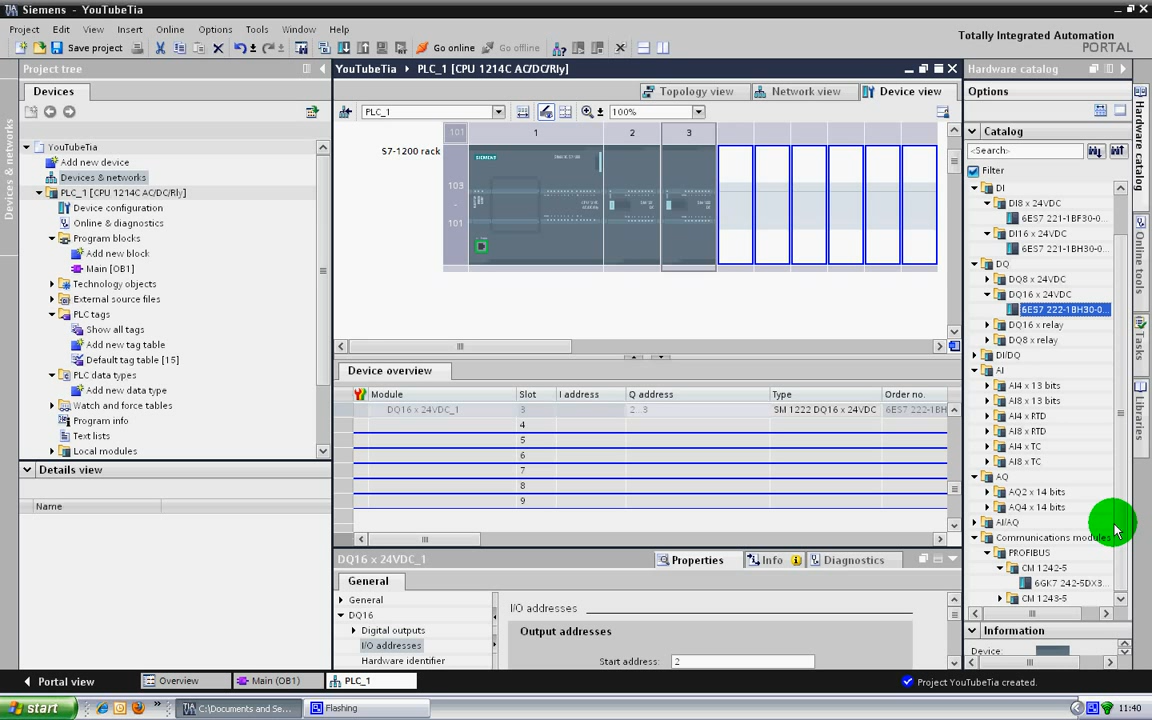 Siemens - YouTubeTia
Project Edit View Insert Online Options Tools Window Help
Totally Integrated Automation
PORTAL
Save project Go online Go offline
Project tree
YouTubeTia PLC_1 [CPU 1214C AC/DC/Rly]
Hardware catalog
Devices
Topology view Network view Device view
Options
PLC_1 100%
Catalog
<Search>
Filter
YouTubeTia
Add new device
Devices & networks
PLC_1 [CPU 1214C AC/DC/Rly]
Device configuration
Online & diagnostics
Program blocks
Add new block
Main [OB1]
Technology objects
External source files
PLC tags
Show all tags
Add new tag table
Default tag table [15]
PLC data types
Add new data type
Watch and force tables
Program info
Text lists
Local modules
Details view
Name
101 1 2 3
S7-1200 rack
SIEMENS
103
-
101
Device overview
Module Slot I address Q address Type Order no.
DQ16 x 24VDC_1 3 2...3 SM 1222 DQ16 x 24VDC 6ES7 222-1BH
4
5
6
7
8
9
DQ16 x 24VDC_1
Properties Info Diagnostics
General
General
DQ16
Digital outputs
I/O addresses
Hardware identifier
I/O addresses
Output addresses
Start address: 2
DI
DI8 x 24VDC
6ES7 221-1BF30-0...
DI16 x 24VDC
6ES7 221-1BH30-0...
DQ
DQ8 x 24VDC
DQ16 x 24VDC
6ES7 222-1BH30-0...
DQ16 x relay
DQ8 x relay
DI/DQ
AI
AI4 x 13 bits
AI8 x 13 bits
AI4 x RTD
AI8 x RTD
AI4 x TC
AI8 x TC
AQ
AQ2 x 14 bits
AQ4 x 14 bits
AI/AQ
Communications modules
PROFIBUS
CM 1242-5
6GK7 242-5DX3...
CM 1243-5
Information
Device:
Devices & networks
Hardware catalog
Online tools
Tasks
Libraries
Portal view Overview Main (OB1) PLC_1
Project YouTubeTia created.
start C:\Documents and Se... Flashing 11:40